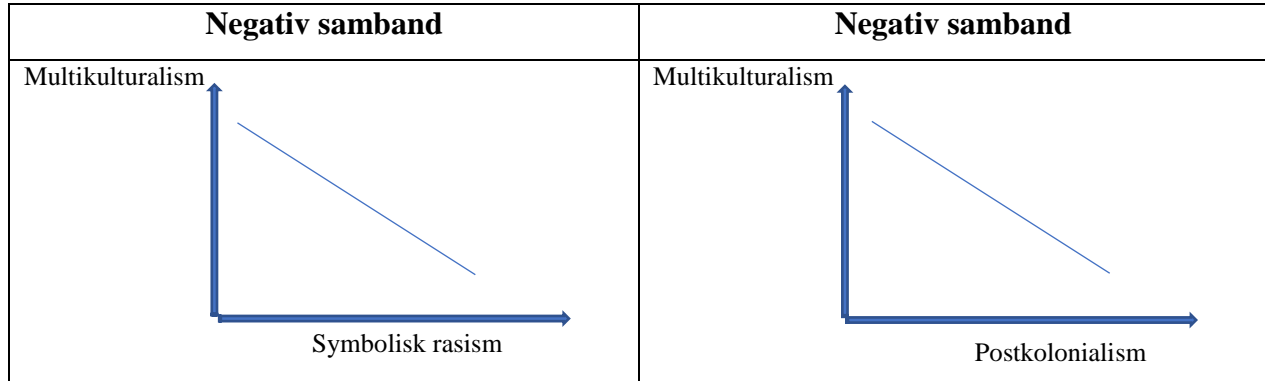 Negativ samband
Negativ samband
Multikulturalism
Symbolisk rasism
Multikulturalism
Postkolonialism